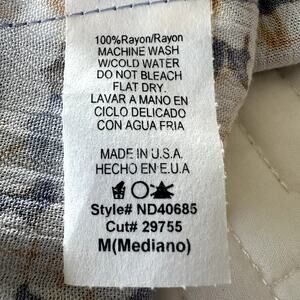 100%Rayon/Rayon
MACHINE WASH
W/COLD WATER
DO NOT BLEACH
FLAT DRY.
LAVAR A MANO EN
CICLO DELICADO
CON AGUA FRIA
MADE IN U.S.A.
HECHO EN E.U.A
Style# ND40685
Cut# 29755
M(Mediano)